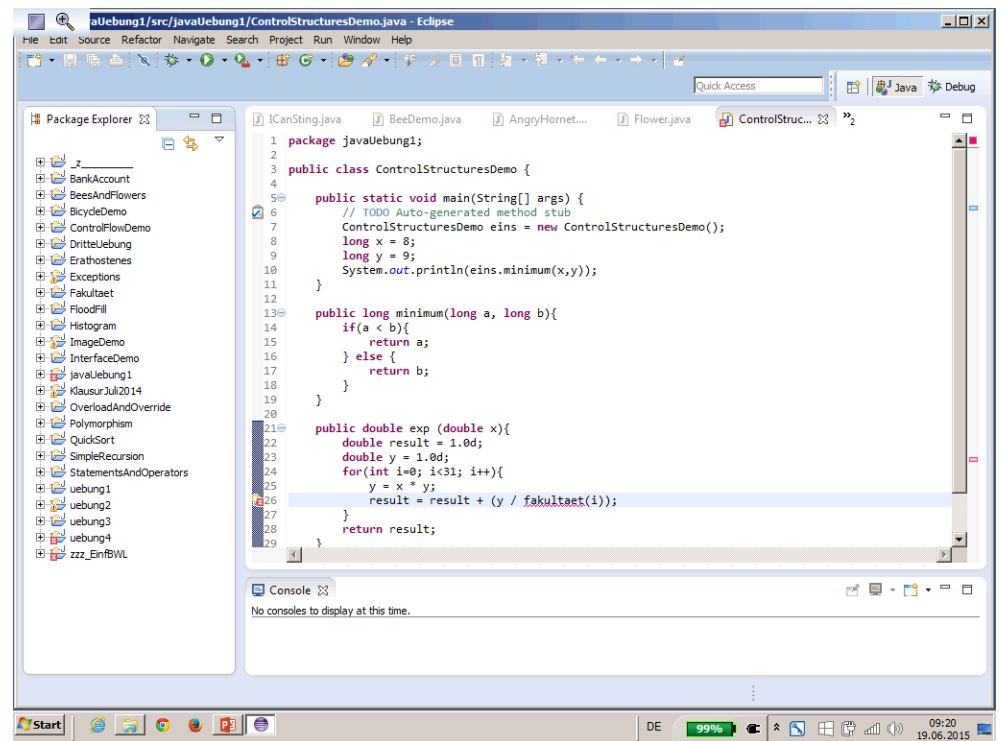 aUebung1/src/javaUebung1/ControlStructuresDemo.java - Eclipse
File Edit Source Refactor Navigate Search Project Run Window Help
Quick Access
Java
Debug
Package Explorer
_z_________
BankAccount
BeesAndFlowers
BicycleDemo
ControlFlowDemo
DritteUebung
Erathostenes
Exceptions
Fakultaet
FloodFill
Histogram
ImageDemo
InterfaceDemo
javaUebung1
KlausurJuli2014
OverloadAndOverride
Polymorphism
QuickSort
SimpleRecursion
StatementsAndOperators
uebung1
uebung2
uebung3
uebung4
zzz_EinfBWL
ICanSting.java BeeDemo.java AngryHornet.... Flower.java ControlStruc... »2
1 package javaUebung1;
2
3 public class ControlStructuresDemo {
4
5 public static void main(String[] args) {
6 // TODO Auto-generated method stub
7 ControlStructuresDemo eins = new ControlStructuresDemo();
8 long x = 8;
9 long y = 9;
10 System.out.println(eins.minimum(x,y));
11 }
12
13 public long minimum(long a, long b){
14 if(a < b){
15 return a;
16 } else {
17 return b;
18 }
19 }
20
21 public double exp (double x){
22 double result = 1.0d;
23 double y = 1.0d;
24 for(int i=0; i<31; i++){
25 y = x * y;
26 result = result + (y / fakultaet(i));
27 }
28 return result;
29 }
Console
No consoles to display at this time.
Start
DE
99%
09:20
19.06.2015